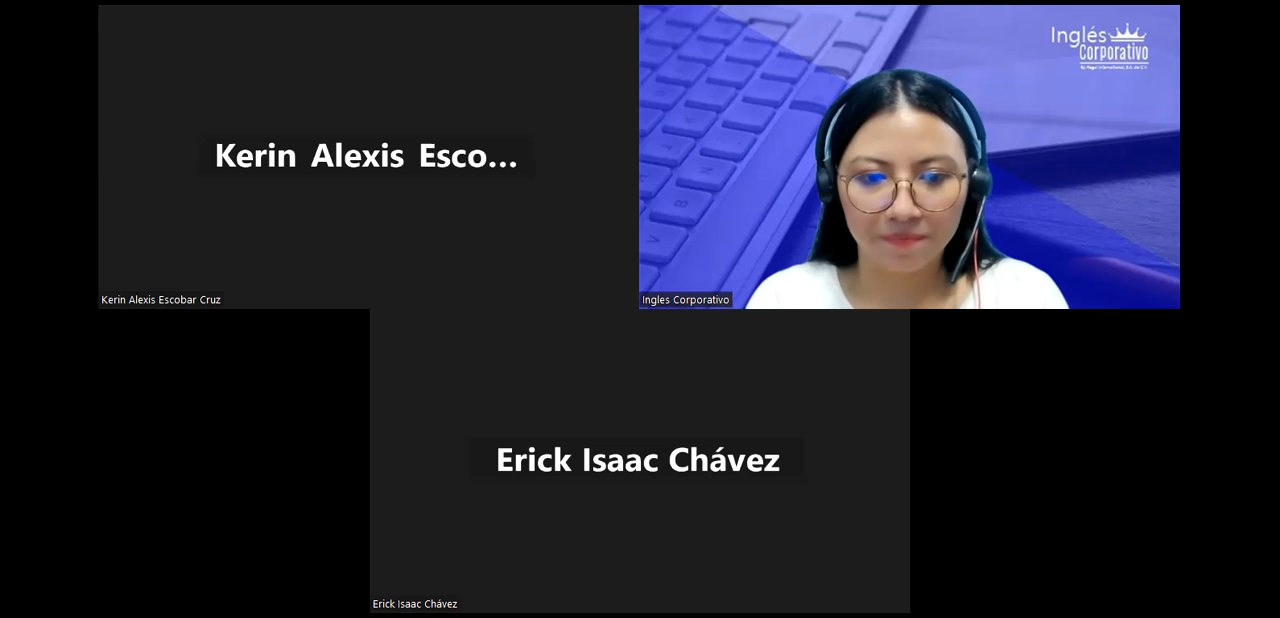 Kerin Alexis Esco...
Kerin Alexis Escobar Cruz
Inglés
Corporativo
Ingles Corporativo
Erick Isaac Chávez
Erick Isaac Chávez